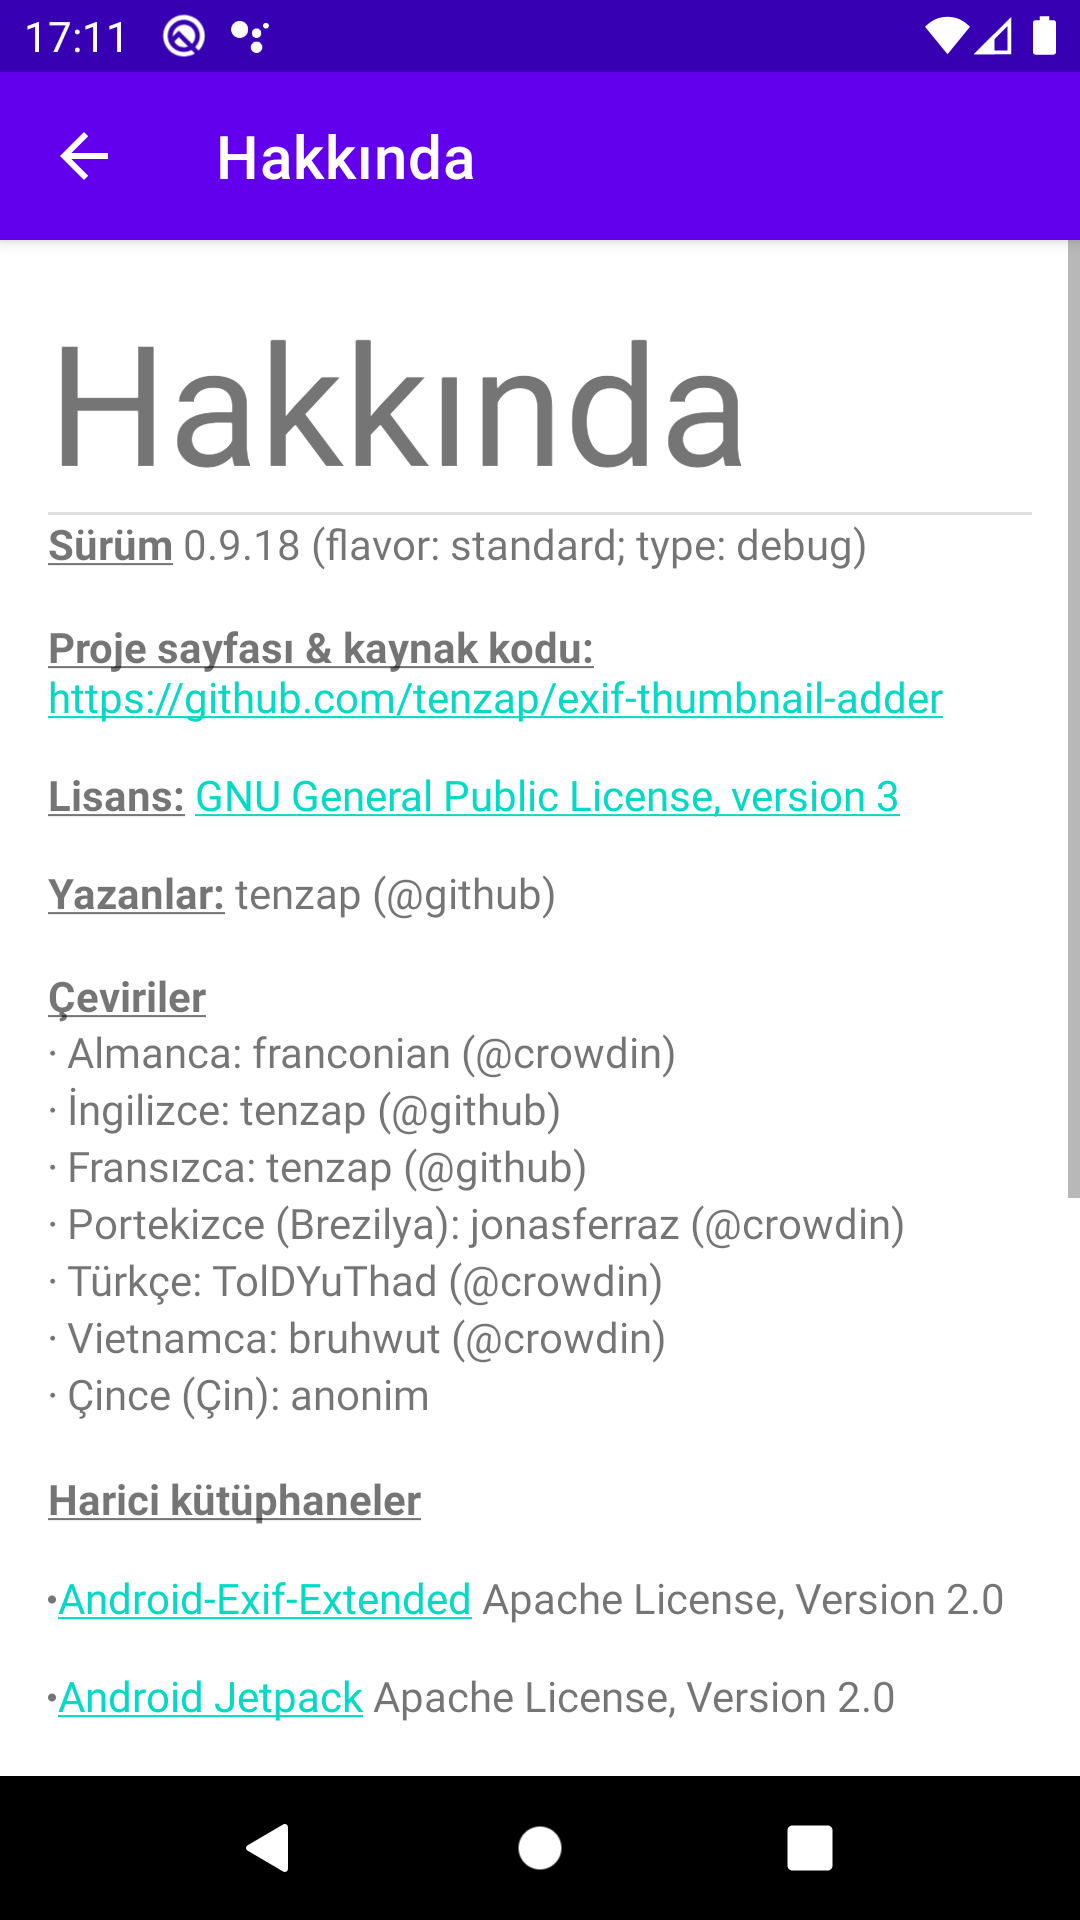 17:11
Hakkında
Hakkında
Sürüm 0.9.18 (flavor: standard; type: debug)
Proje sayfası & kaynak kodu:
https://github.com/tenzap/exif-thumbnail-adder
Lisans: GNU General Public License, version 3
Yazanlar: tenzap (@github)
Çeviriler
· Almanca: franconian (@crowdin)
· İngilizce: tenzap (@github)
· Fransızca: tenzap (@github)
· Portekizce (Brezilya): jonasferraz (@crowdin)
· Türkçe: TolDYuThad (@crowdin)
· Vietnamca: bruhwut (@crowdin)
· Çince (Çin): anonim
Harici kütüphaneler
•Android-Exif-Extended Apache License, Version 2.0
•Android Jetpack Apache License, Version 2.0